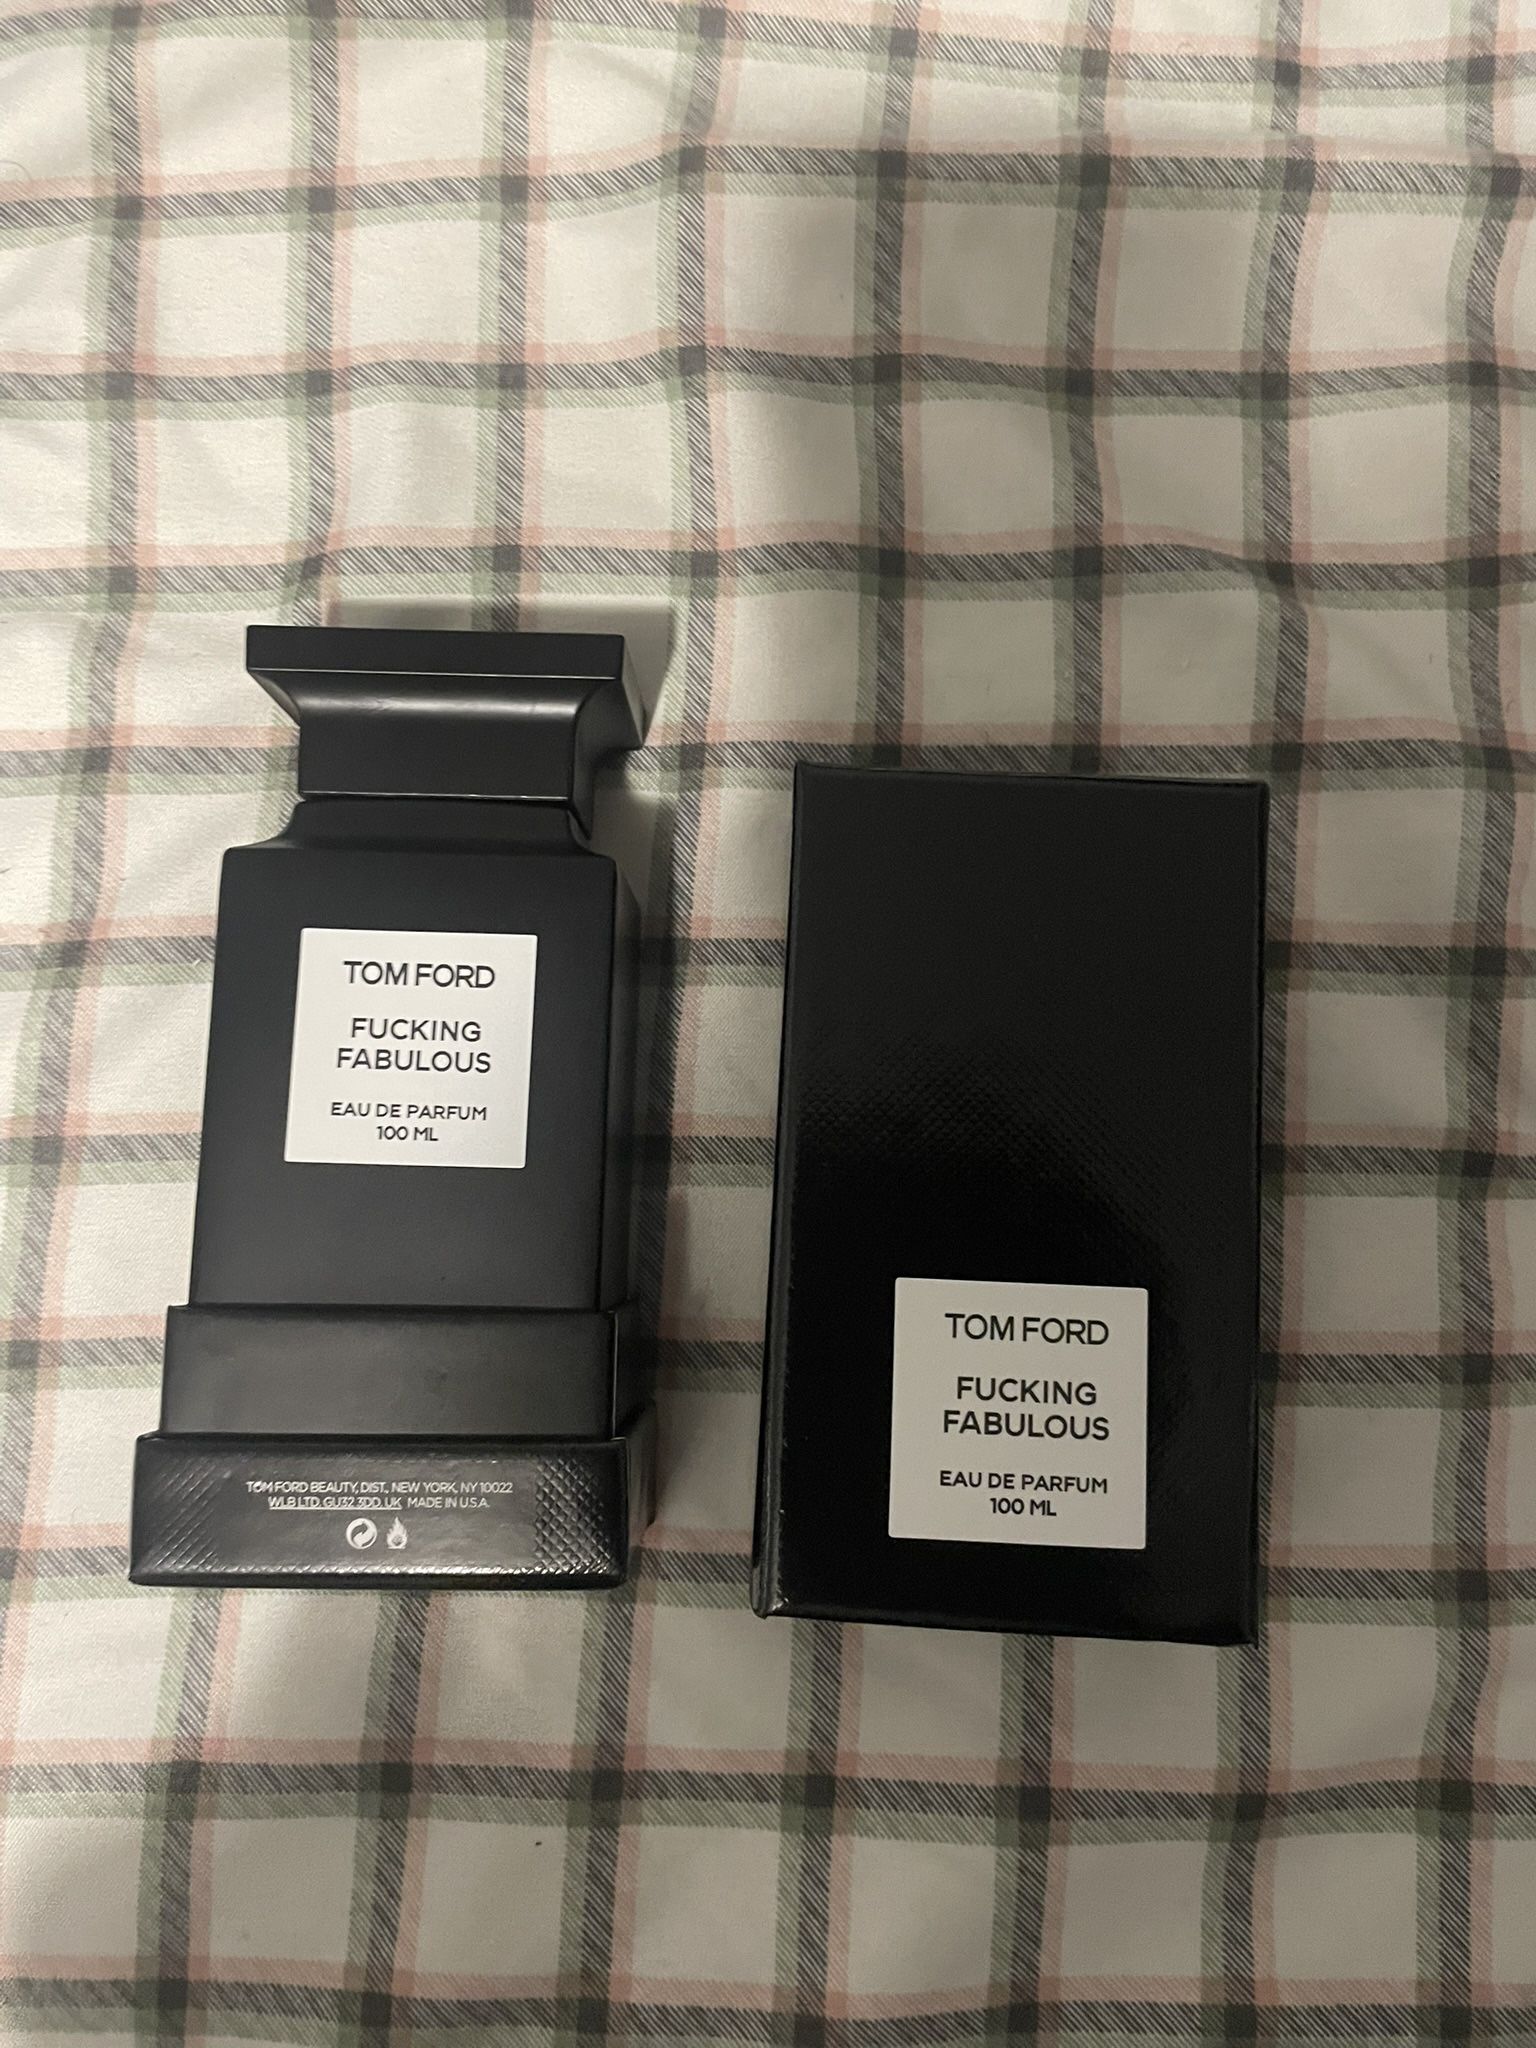 TOM FORD
FUCKING
FABULOUS
EAU DE PARFUM
100 ML
TOM FORD BEAUTY, DIST., NEW YORK, NY 10022
WLB LTD, GU32 3DD, UK MADE IN U.S.A.
TOM FORD
FUCKING
FABULOUS
EAU DE PARFUM
100 ML